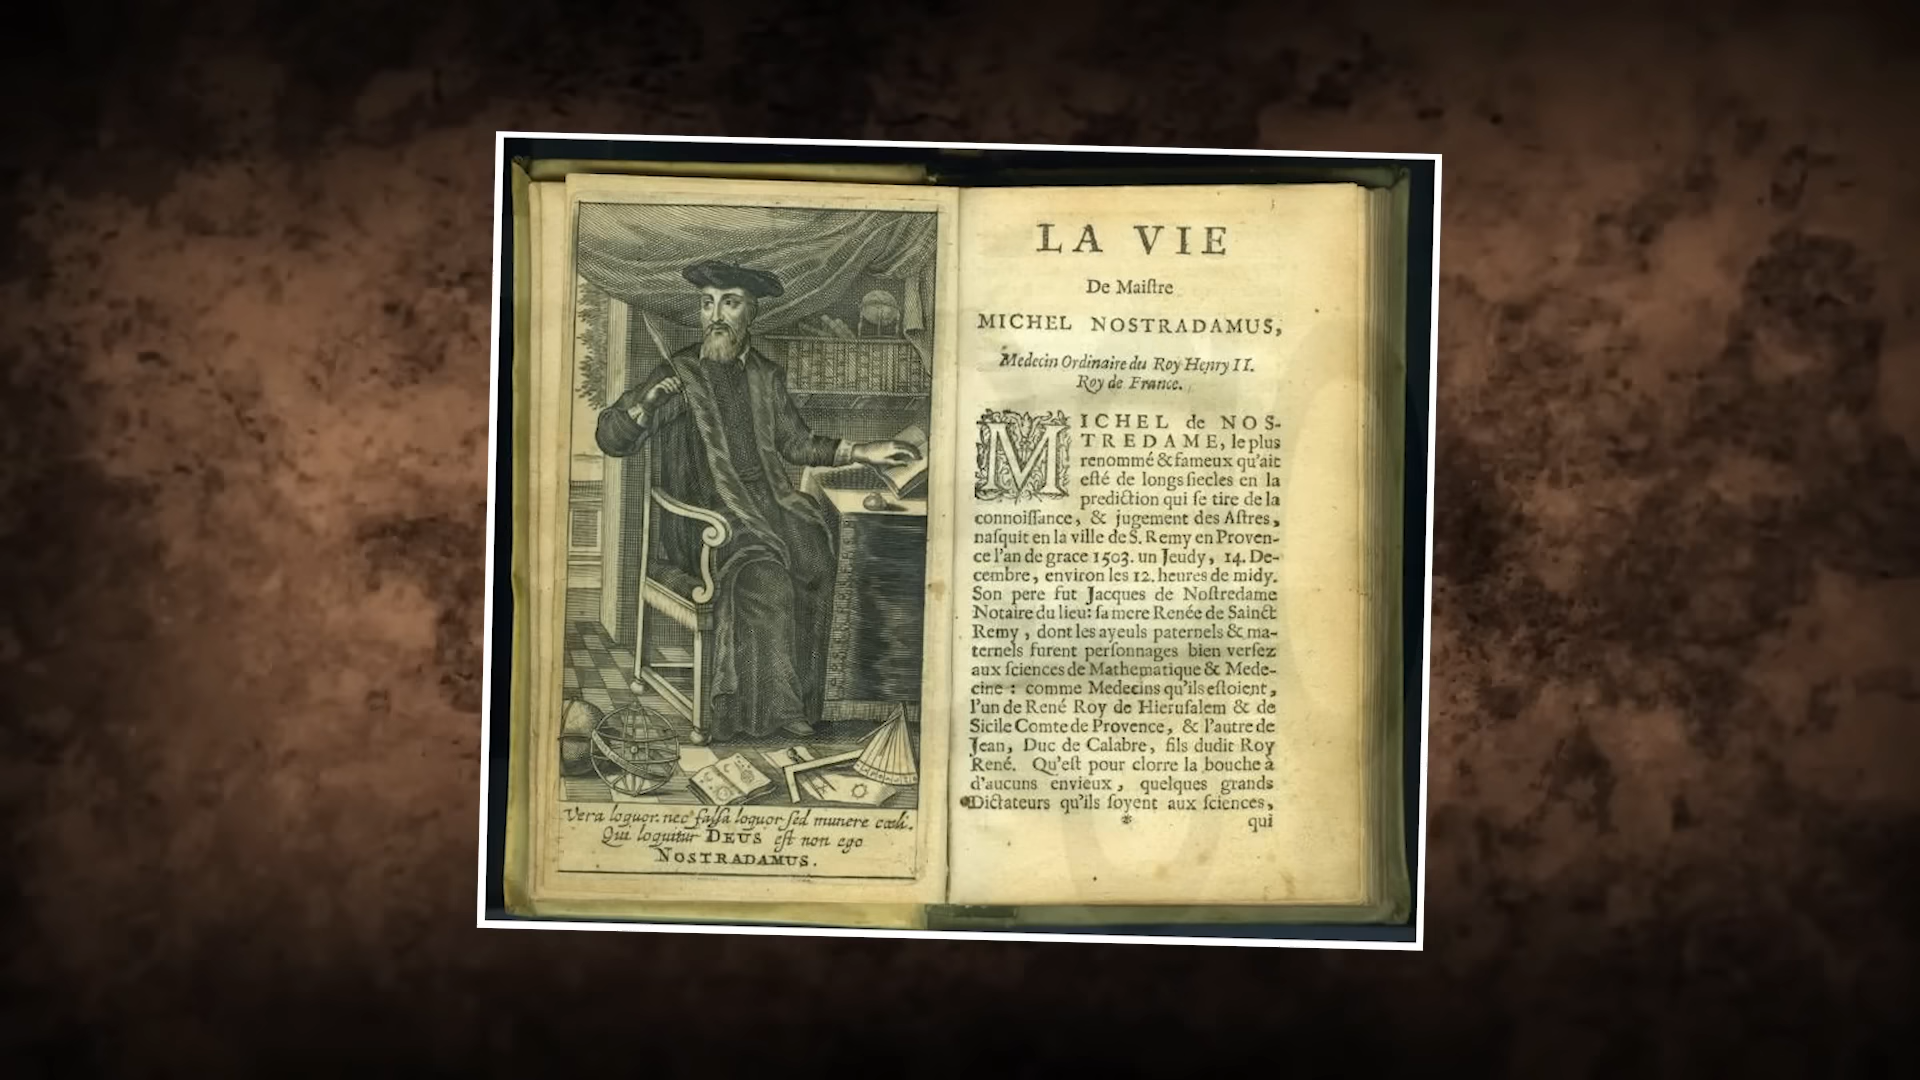 Vera loquor nec falsa loquor sed munere cœli.
Qui loquitur DEUS est non ego
NOSTRADAMUS.
LA VIE
De Maiſtre
MICHEL NOSTRADAMUS,
Medecin Ordinaire du Roy Henry II.
Roy de France.
MICHEL de NOS-
TREDAME, le plus
renommé & fameux qu'ait
eſté de longs ſiecles en la
prediction qui ſe tire de la
connoiſſance, & jugement des Aſtres,
naſquit en la ville de S. Remy en Proven-
ce l'an de grace 1503. un Jeudy, 14. De-
cembre, environ les 12. heures de midy.
Son pere fut Jacques de Noſtredame
Notaire du lieu: ſa mere Renée de Sainct
Remy, dont les ayeuls paternels & ma-
ternels furent perſonnages bien verſez
aux ſciences de Mathematique & Mede-
cine : comme Medecins qu'ils eſtoient,
l'un de René Roy de Hieruſalem & de
Sicile Comte de Provence, & l'autre de
Jean, Duc de Calabre, fils dudit Roy
René. Qu'eſt pour clorre la bouche à
d'aucuns envieux, quelques grands
Dictateurs qu'ils ſoyent aux ſciences,
* qui